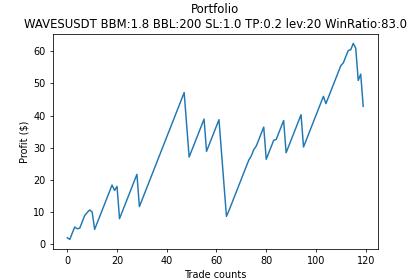 Portfolio
WAVESUSDT BBM:1.8 BBL:200 SL:1.0 TP:0.2 lev:20 WinRatio:83.0
Profit ($)
60
50
40
30
20
10
0
0 20 40 60 80 100 120
Trade counts